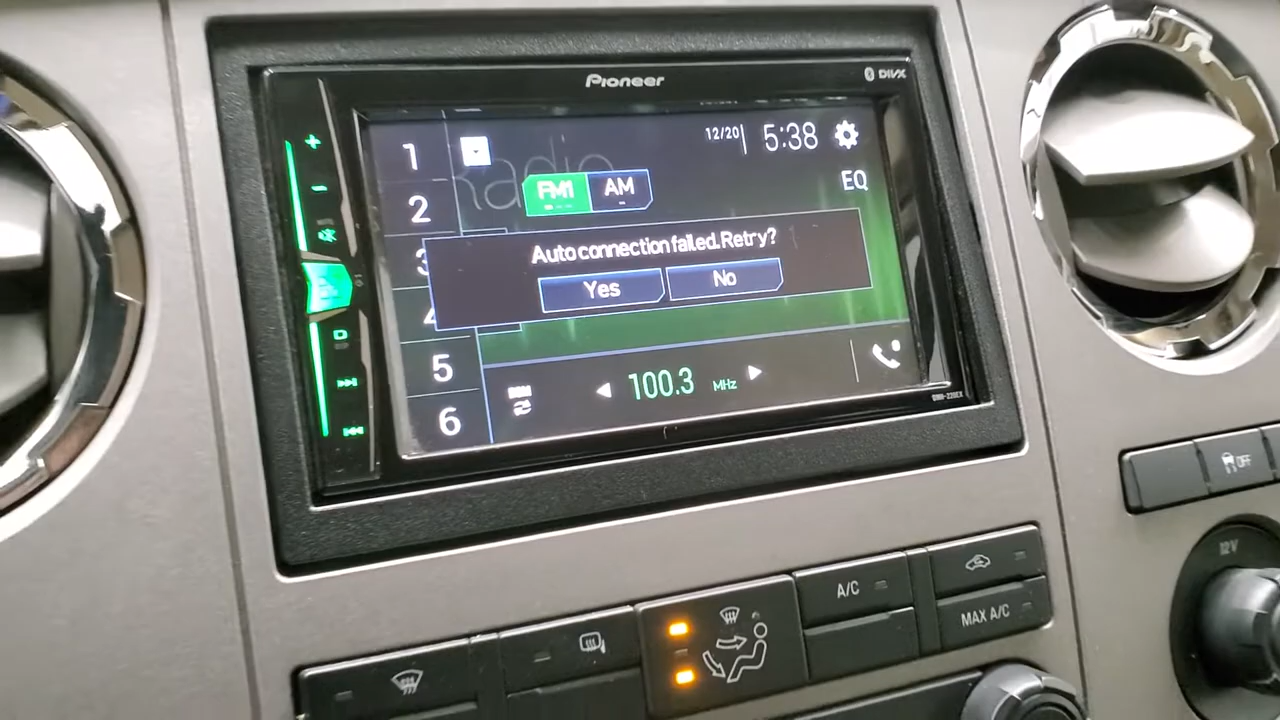 Pioneer
DIVX
1
2
3
4
5
6
Radio
12/20
5:38
FM1
AM
EQ
Auto connection failed. Retry?
Yes
No
100.3 MHz
OFF
12V
A/C
MAX A/C